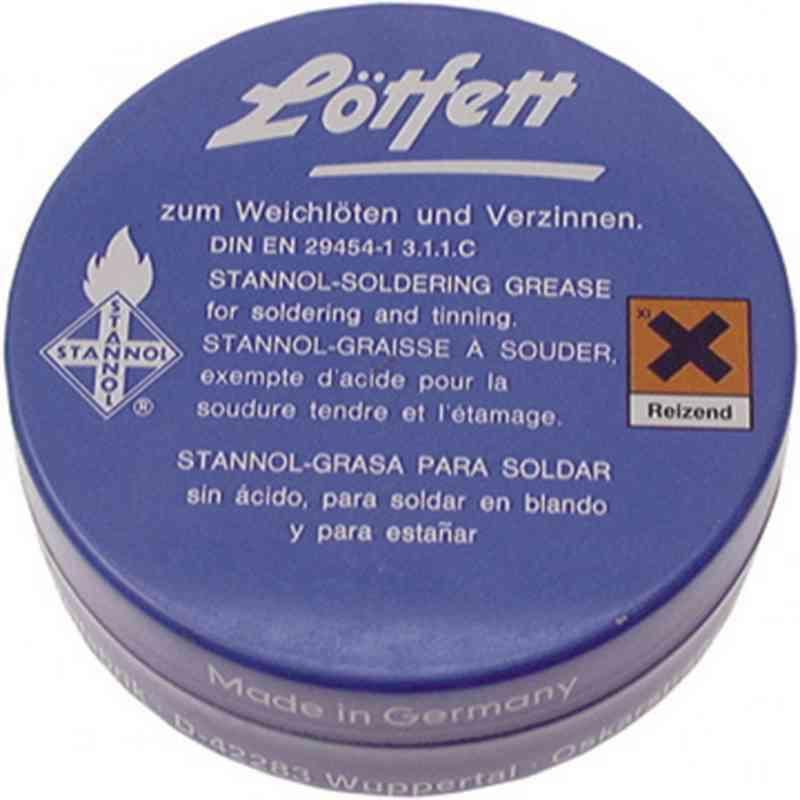 Lötfett
zum Weichlöten und Verzinnen.
DIN EN 29454-1 3.1.1.C
STANNOL-SOLDERING GREASE
for soldering and tinning.
STANNOL-GRAISSE À SOUDER,
exempte d'acide pour la
soudure tendre et l'étamage.
STANNOL
STANNOL
®
Xi
Reizend
STANNOL-GRASA PARA SOLDAR
sin ácido, para soldar en blando
y para estañar
Made in Germany
D-42283 Wuppertal